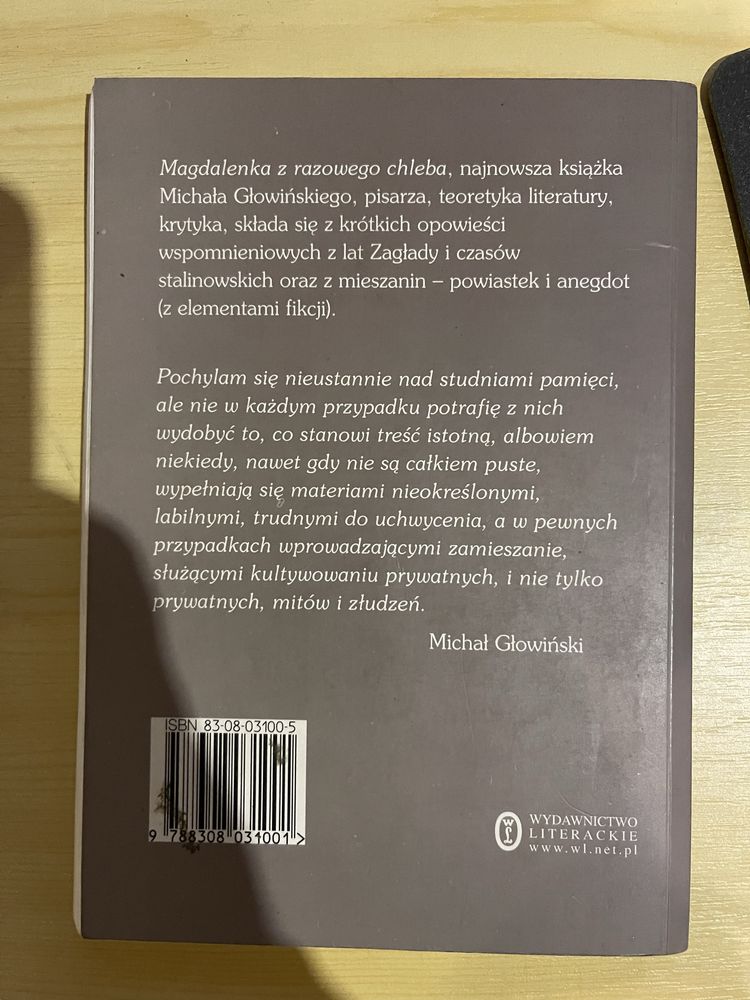 Magdalenka z razowego chleba, najnowsza książka
Michała Głowińskiego, pisarza, teoretyka literatury,
krytyka, składa się z krótkich opowieści
wspomnieniowych z lat Zagłady i czasów
stalinowskich oraz z mieszanin – powiastek i anegdot
(z elementami fikcji).
Pochylam się nieustannie nad studniami pamięci,
ale nie w każdym przypadku potrafię z nich
wydobyć to, co stanowi treść istotną, albowiem
niekiedy, nawet gdy nie są całkiem puste,
wypełniają się materiami nieokreślonymi,
labilnymi, trudnymi do uchwycenia, a w pewnych
przypadkach wprowadzającymi zamieszanie,
służącymi kultywowaniu prywatnych, i nie tylko
prywatnych, mitów i złudzeń.
Michał Głowiński
ISBN 83-08-03100-5
9 788308 031001 >
WYDAWNICTWO
LITERACKIE
www.wl.net.pl